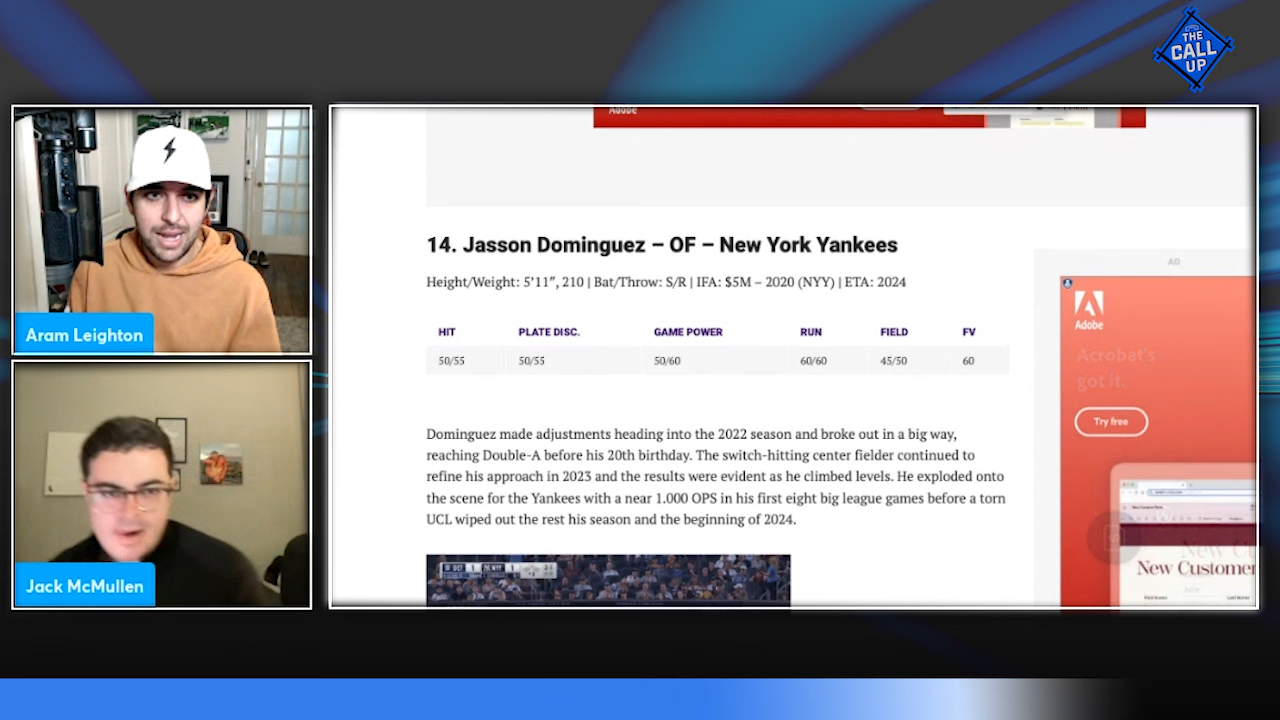 THE
CALL
UP
Adobe
14. Jasson Dominguez – OF – New York Yankees
Height/Weight: 5’11″, 210 | Bat/Throw: S/R | IFA: $5M – 2020 (NYY) | ETA: 2024
HIT PLATE DISC. GAME POWER RUN FIELD FV
50/55 50/55 50/60 60/60 45/50 60
Dominguez made adjustments heading into the 2022 season and broke out in a big way,
reaching Double-A before his 20th birthday. The switch-hitting center fielder continued to
refine his approach in 2023 and the results were evident as he climbed levels. He exploded onto
the scene for the Yankees with a near 1.000 OPS in his first eight big league games before a torn
UCL wiped out the rest his season and the beginning of 2024.
DET 1 NYY 1
AD
Adobe
Acrobat's
got it.
Try free
New Customer
Aram Leighton
Jack McMullen